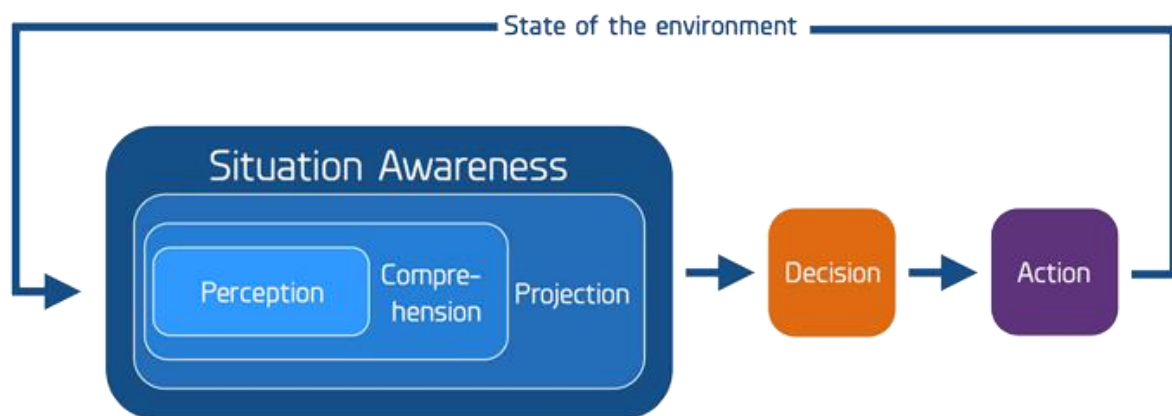 State of the environment
Situation Awareness
Perception
Compre-
hension
Projection
Decision
Action